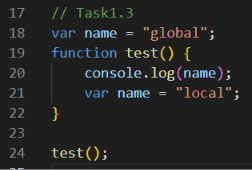 17 // Task1.3
18 var name = "global";
19 function test() {
20     console.log(name);
21     var name = "local";
22 }
23
24 test();